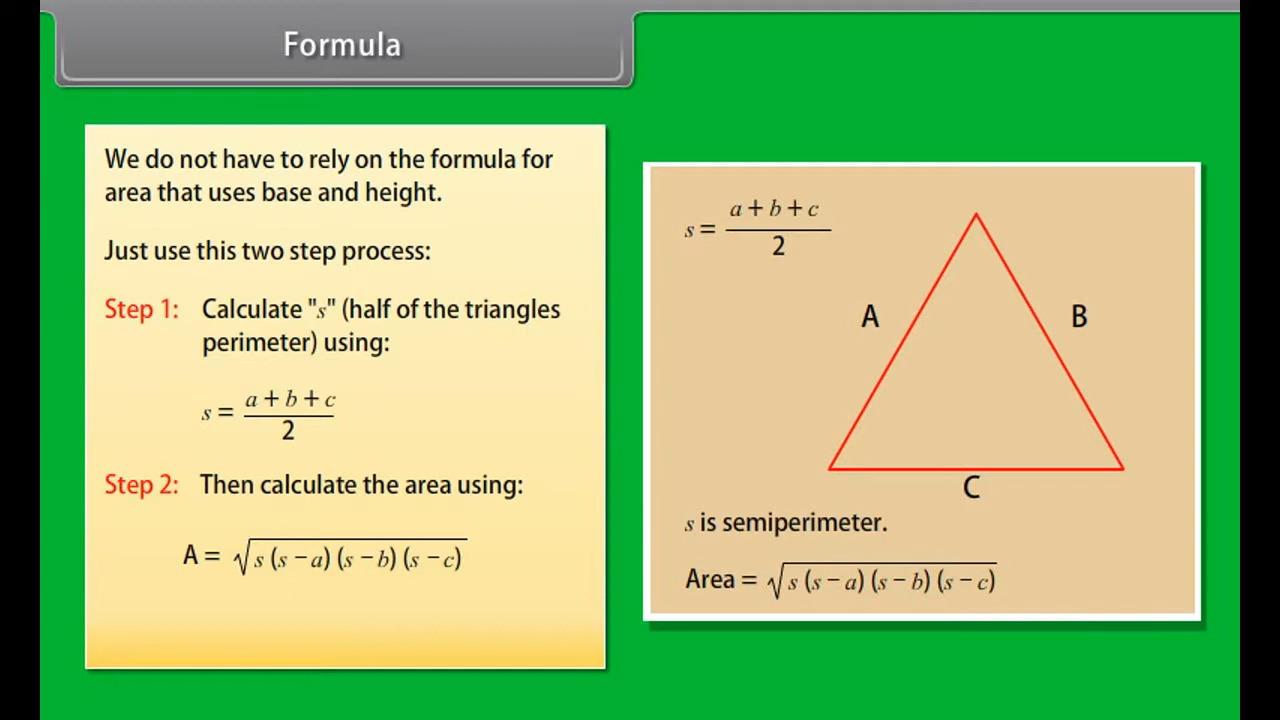 Formula
We do not have to rely on the formula for
area that uses base and height.
Just use this two step process:
Step 1: Calculate "s" (half of the triangles
perimeter) using:
s = a + b + c
2
Step 2: Then calculate the area using:
A = √s (s − a) (s − b) (s − c)
s = a + b + c
2
A
B
C
s is semiperimeter.
Area = √s (s − a) (s − b) (s − c)